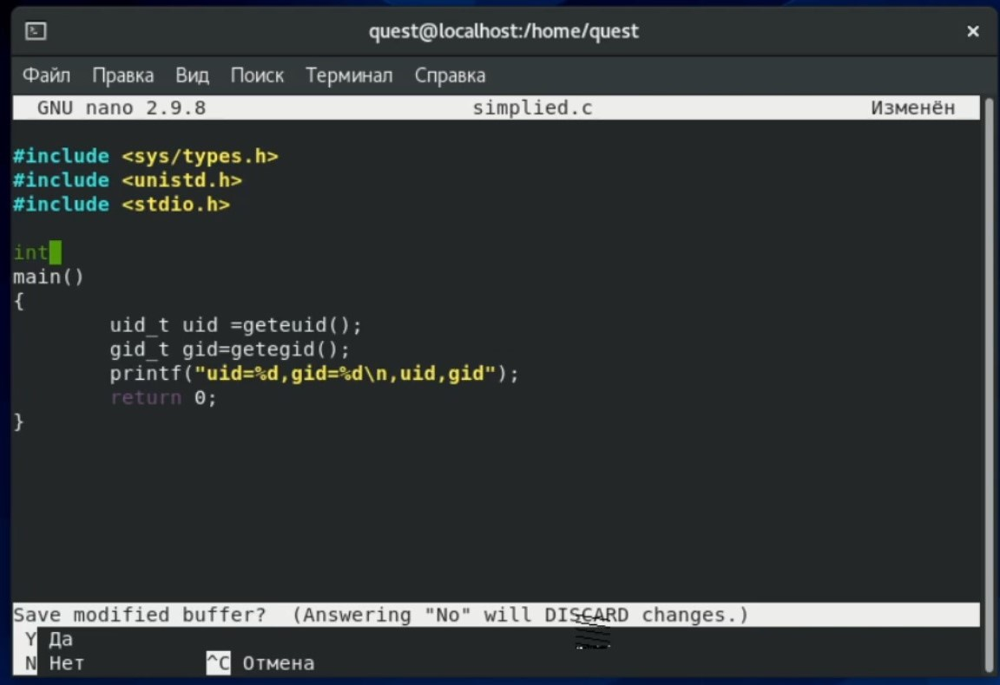 quest@localhost:/home/quest ×
Файл Правка Вид Поиск Терминал Справка
GNU nano 2.9.8 simplied.c Изменён
#include <sys/types.h>
#include <unistd.h>
#include <stdio.h>
int
main()
{
uid_t uid =geteuid();
gid_t gid=getegid();
printf("uid=%d,gid=%d\n,uid,gid");
return 0;
}
Save modified buffer? (Answering "No" will DISCARD changes.)
Y Да
N Нет ^C Отмена